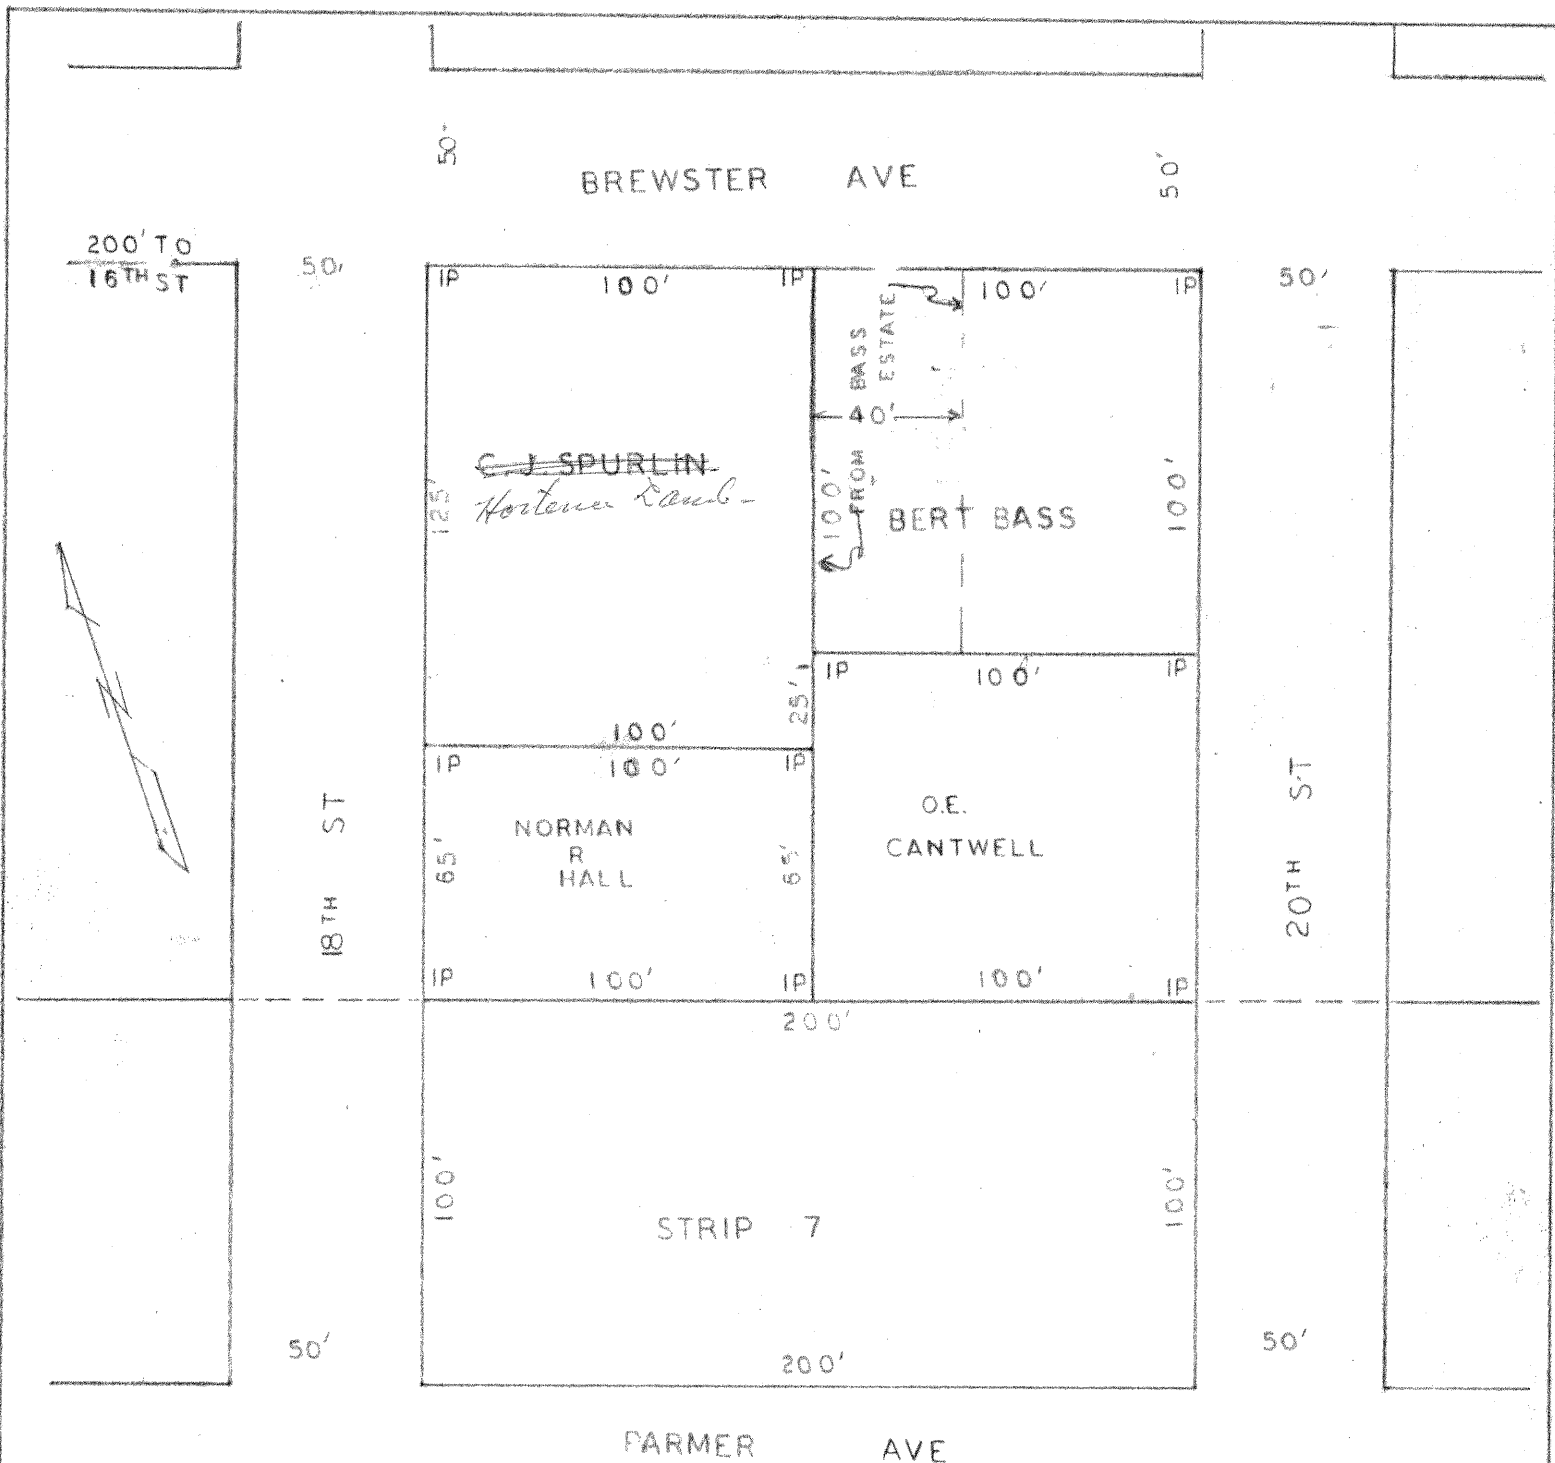 50'
BREWSTER AVE
50'
200' TO
16TH ST
50'
IP 100' IP
100' IP
50'
BASS
ESTATE
40'
FROM
C. J. SPURLIN
125'
100'
BERT BASS
100'
IP 100' IP
25'
100'
IP 100' IP
N
18TH ST
NORMAN
R
HALL
65'
65'
O.E.
CANTWELL
20TH ST
IP 100' IP
100' IP
200'
100'
STRIP 7
100'
50'
50'
200'
AVE